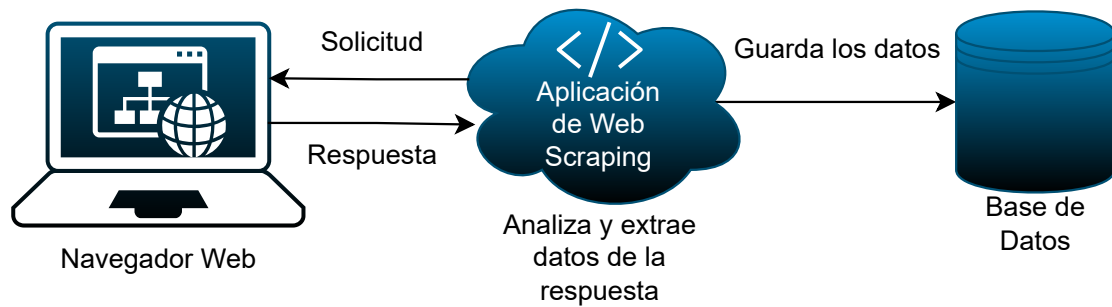 Solicitud
Respuesta
Navegador Web
</>
Aplicación
de Web
Scraping
Analiza y extrae
datos de la
respuesta
Guarda los datos
Base de
Datos